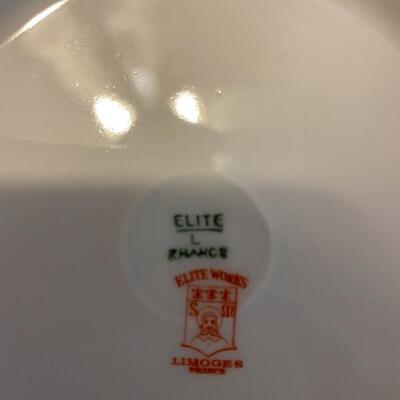 ELITE
L
FRANCE
ELITE WORKS
S M
LIMOGES
FRANCE